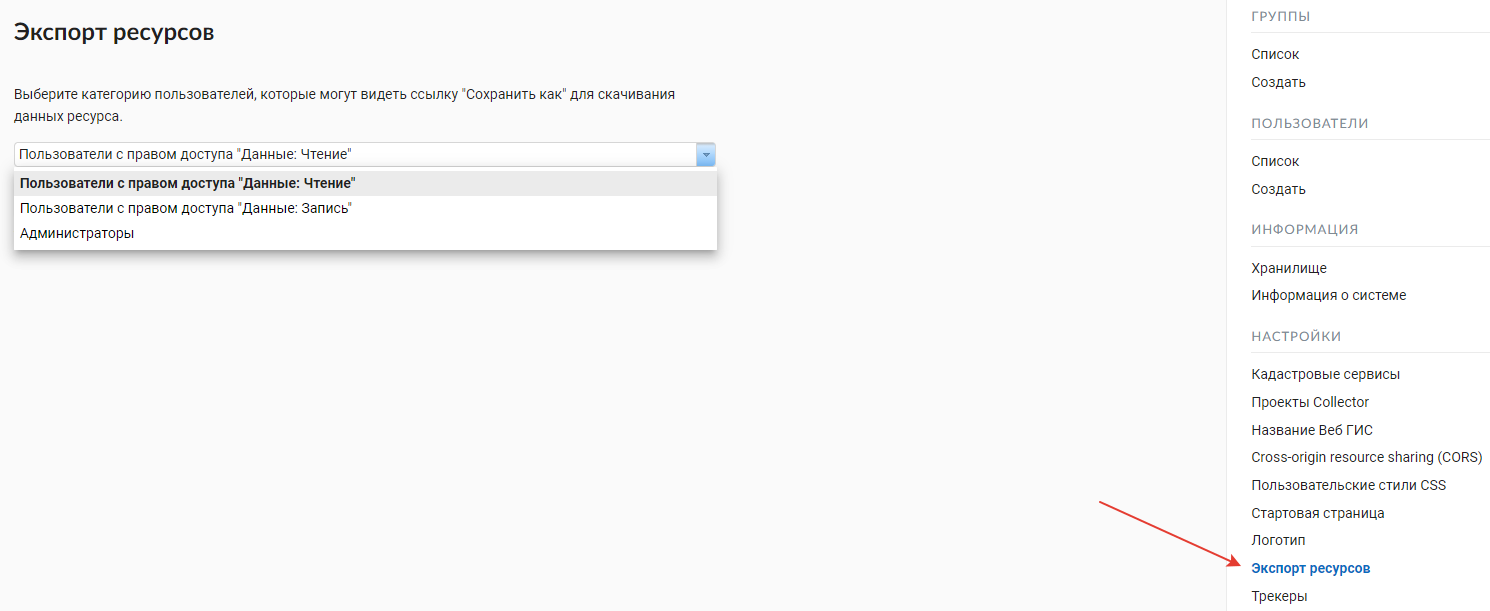 Экспорт ресурсов
Выберите категорию пользователей, которые могут видеть ссылку "Сохранить как" для скачивания
данных ресурса.
Пользователи с правом доступа "Данные: Чтение"
Пользователи с правом доступа "Данные: Чтение"
Пользователи с правом доступа "Данные: Запись"
Администраторы
ГРУППЫ
Список
Создать
ПОЛЬЗОВАТЕЛИ
Список
Создать
ИНФОРМАЦИЯ
Хранилище
Информация о системе
НАСТРОЙКИ
Кадастровые сервисы
Проекты Collector
Название Веб ГИС
Cross-origin resource sharing (CORS)
Пользовательские стили CSS
Стартовая страница
Логотип
Экспорт ресурсов
Трекеры